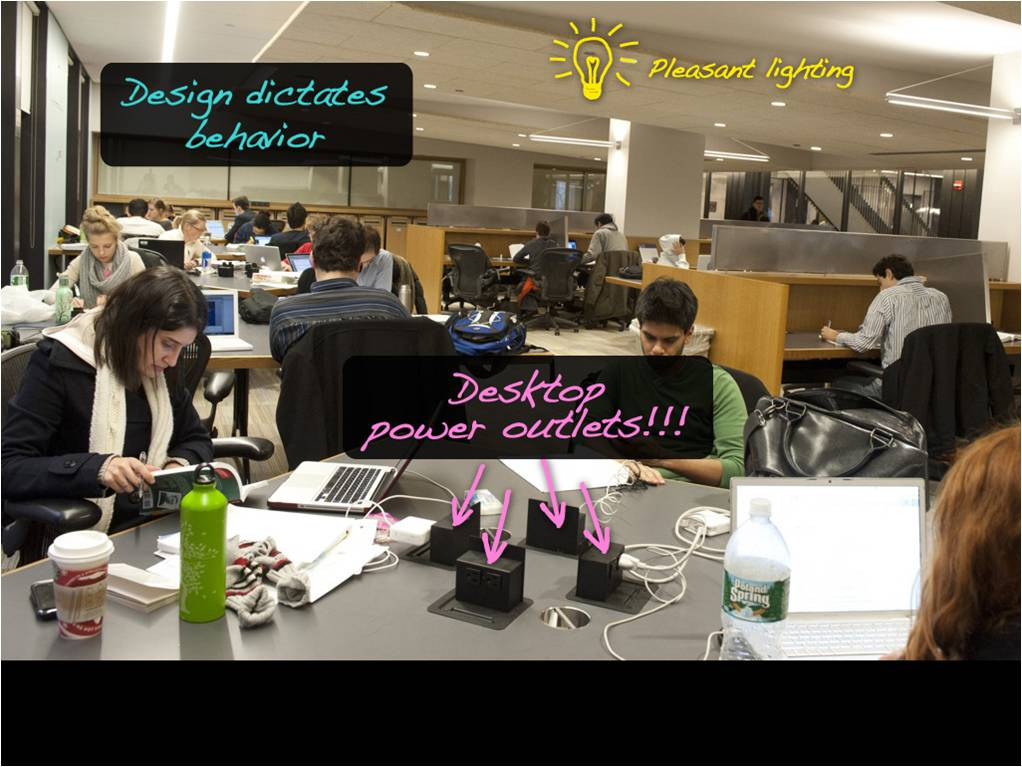 Pleasant lighting
Design dictates
behavior
Desktop
power outlets!!!
Poland
Spring